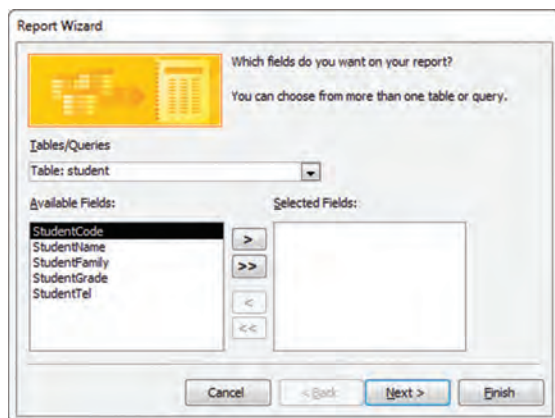 Report Wizard
Which fields do you want on your report?
You can choose from more than one table or query.
Tables/Queries
Table: student
Available Fields:
Selected Fields:
StudentCode
StudentName
StudentFamily
StudentGrade
StudentTel
>
>>
<
<<
Cancel
< Back
Next >
Finish